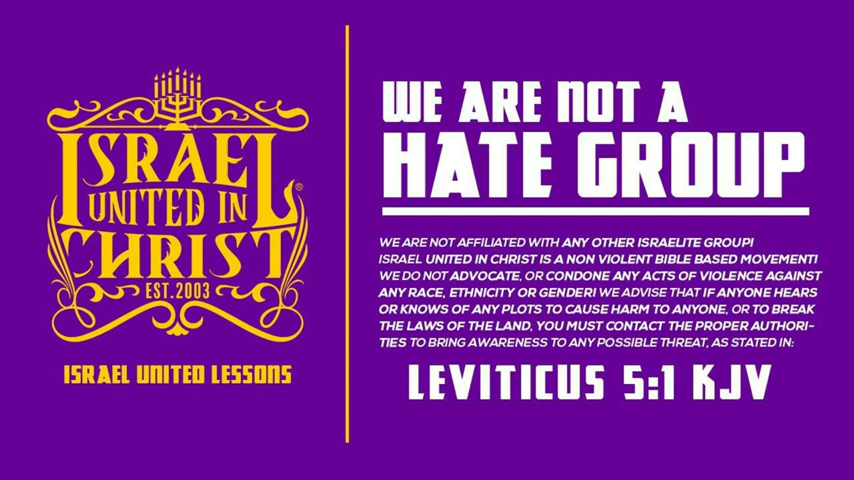 ISRAEL
UNITED IN
CHRIST
EST.2003
ISRAEL UNITED LESSONS
WE ARE NOT A
HATE GROUP
WE ARE NOT AFFILIATED WITH ANY OTHER ISRAELITE GROUP!
ISRAEL UNITED IN CHRIST IS A NON VIOLENT BIBLE BASED MOVEMENT!
WE DO NOT ADVOCATE, OR CONDONE ANY ACTS OF VIOLENCE AGAINST
ANY RACE, ETHNICITY OR GENDER! WE ADVISE THAT IF ANYONE HEARS
OR KNOWS OF ANY PLOTS TO CAUSE HARM TO ANYONE, OR TO BREAK
THE LAWS OF THE LAND, YOU MUST CONTACT THE PROPER AUTHORI-
TIES TO BRING AWARENESS TO ANY POSSIBLE THREAT, AS STATED IN:
LEVITICUS 5:1 KJV